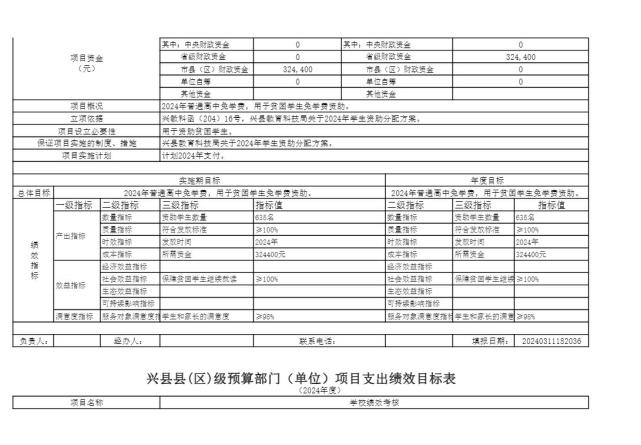 项目资金
（元）
其中：中央财政资金 0 其中：中央财政资金 0
省级财政资金 0 省级财政资金 324,400
市县（区）财政资金 324,400 市县（区）财政资金 0
单位自筹 0 单位自筹 0
其他资金 其他资金
项目概况 2024年普通高中免学费，用于贫困学生免学费资助。
立项依据 兴教科函（204）16号，兴县教育科技局关于2024年学生资助分配方案。
项目设立必要性 用于资助贫困学生。
保证项目实施的制度、措施 兴县教育科技局关于2024年学生资助分配方案。
项目实施计划 计划2024年支付。
实施期目标 年度目标
总体目标 2024年普通高中免学费，用于贫困学生免学费资助。 2024年普通高中免学费，用于贫困学生免学费资助。
绩效指标
一级指标 二级指标 三级指标 指标值 二级指标 三级指标 指标值
产出指标
数量指标 资助学生数量 638名 数量指标 资助学生数量 638名
质量指标 符合发放标准 ≥100% 质量指标 符合发放标准 ≥100%
时效指标 发放时间 2024年 时效指标 发放时间 2024年
成本指标 所需资金 324400元 成本指标 所需资金 324400元
效益指标
经济效益指标 经济效益指标
社会效益指标 保障贫困学生继续就读 ≥100% 社会效益指标 保障贫困学生继续 ≥100%
生态效益指标 生态效益指标
可持续影响指标 可持续影响指标
满意度指标 服务对象满意度指 学生和家长的满意度 ≥98% 服务对象满意度指 学生和家长的满意 ≥98%
负责人： 经办人： 联系电话： 填报日期： 20240311182036
兴县县(区)级预算部门（单位）项目支出绩效目标表
（2024年度）
项目名称 学校绩效考核